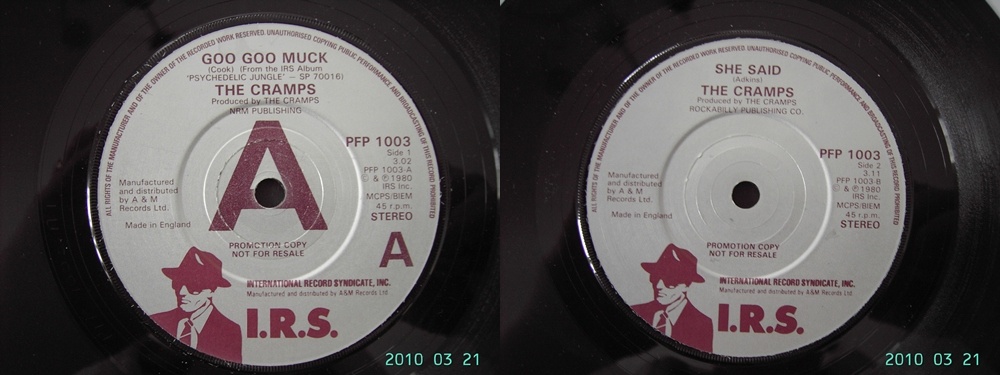 ALL RIGHTS OF THE MANUFACTURER AND OF THE OWNER OF THE RECORDED WORK RESERVED. UNAUTHORISED COPYING PUBLIC PERFORMANCE AND BROADCASTING OF THIS RECORD PROHIBITED
GOO GOO MUCK
(Cook) (From the IRS Album
'PSYCHEDELIC JUNGLE' — SP 70016)
THE CRAMPS
Produced by THE CRAMPS
NRM PUBLISHING
A
PFP 1003
Side 1
3.02
PFP 1003-A
© & ℗ 1980
IRS Inc.
MCPS/BIEM
45 r.p.m.
STEREO
A
Manufactured
and distributed
by A & M
Records Ltd.
Made in England
PROMOTION COPY
NOT FOR RESALE
INTERNATIONAL RECORD SYNDICATE, INC.
Manufactured and distributed by A&M Records Ltd
I.R.S.
2010 03 21
ALL RIGHTS OF THE MANUFACTURER AND OF THE OWNER OF THE RECORDED WORK RESERVED. UNAUTHORISED COPYING PUBLIC PERFORMANCE AND BROADCASTING OF THIS RECORD PROHIBITED
SHE SAID
(Adkins)
THE CRAMPS
Produced by THE CRAMPS
ROCKABILLY PUBLISHING CO.
PFP 1003
Side 2
3.11
PFP 1003-B
© & ℗ 1980
IRS Inc.
MCPS/BIEM
45 r.p.m.
STEREO
Manufactured
and distributed
by A & M
Records Ltd.
Made in England
PROMOTION COPY
NOT FOR RESALE
INTERNATIONAL RECORD SYNDICATE, INC.
Manufactured and distributed by A&M Records Ltd.
I.R.S.
2010 03 21